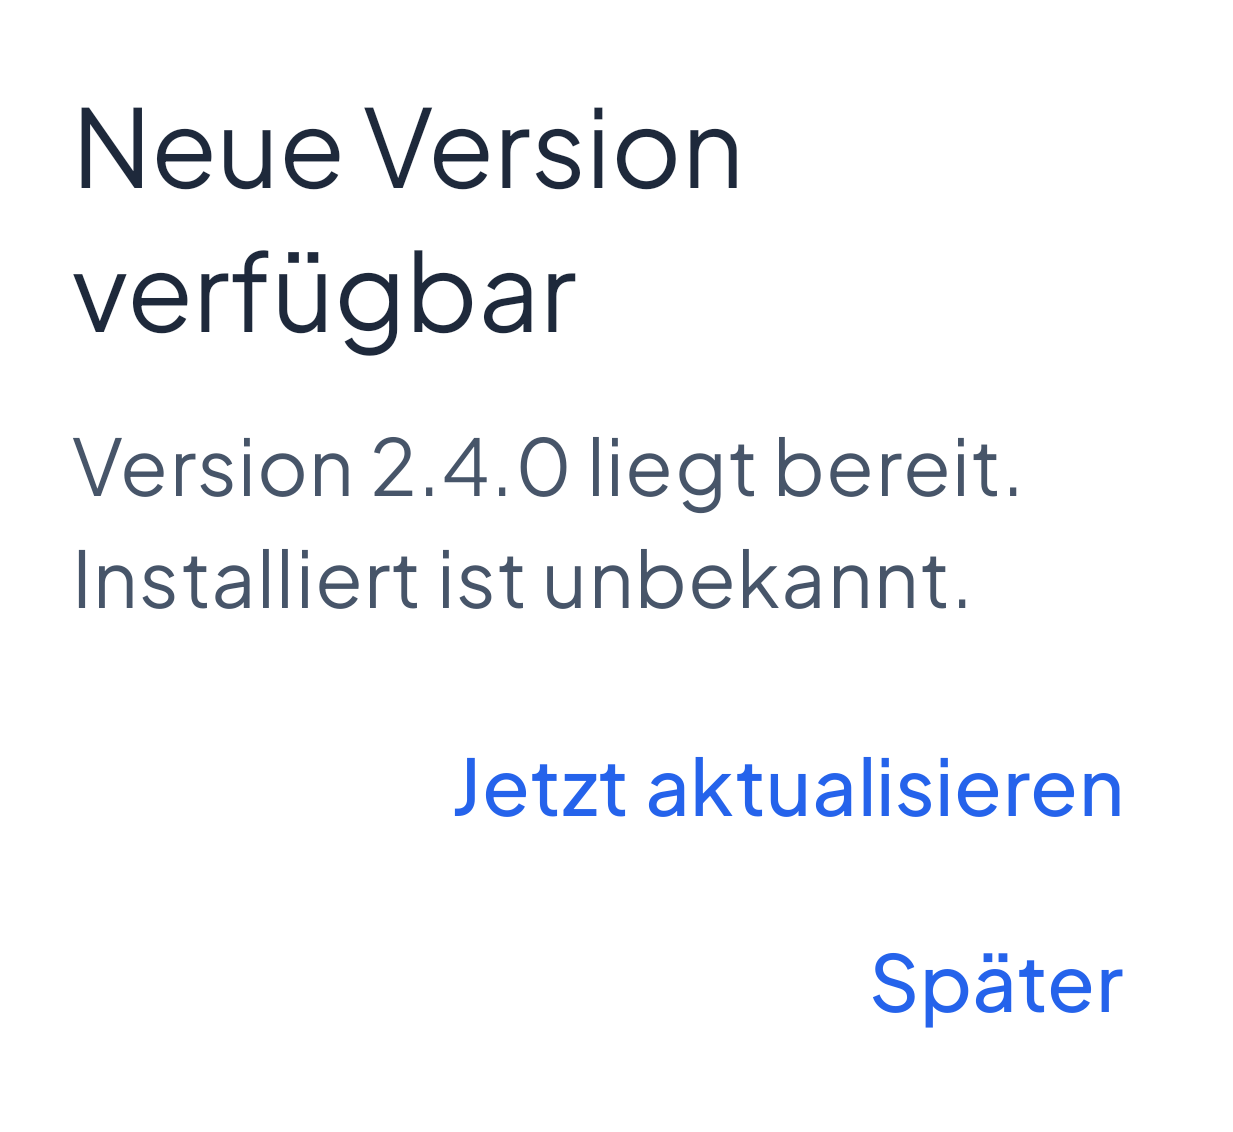 Neue Version
verfügbar
Version 2.4.0 liegt bereit.
Installiert ist unbekannt.
Jetzt aktualisieren
Später